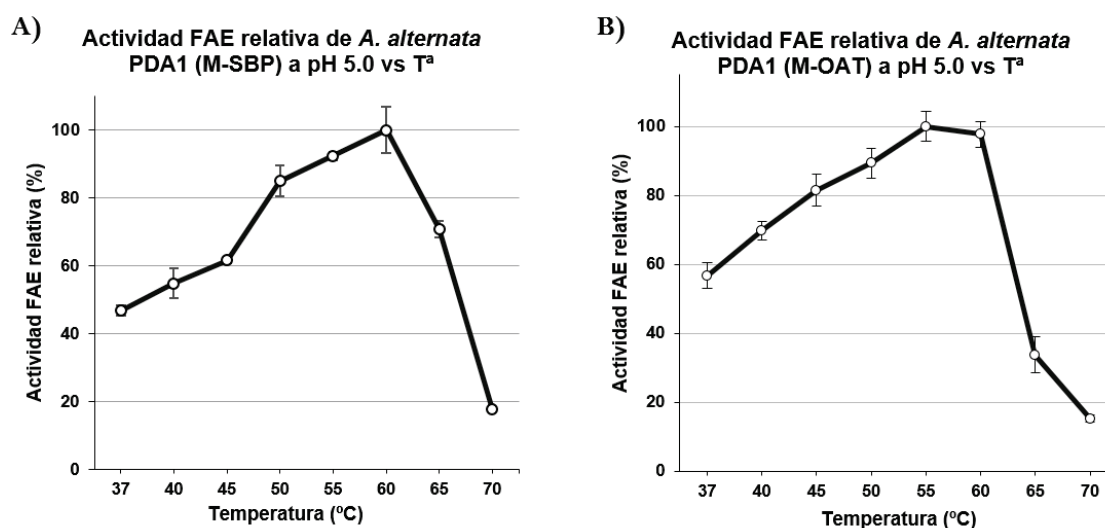 A)
Actividad FAE relativa de A. alternata
PDA1 (M-SBP) a pH 5.0 vs Tª
Actividad FAE relativa (%)
100
80
60
40
20
0
37 40 45 50 55 60 65 70
Temperatura (ºC)
B)
Actividad FAE relativa de A. alternata
PDA1 (M-OAT) a pH 5.0 vs Tª
Actividad FAE relativa (%)
100
80
60
40
20
0
37 40 45 50 55 60 65 70
Temperatura (ºC)